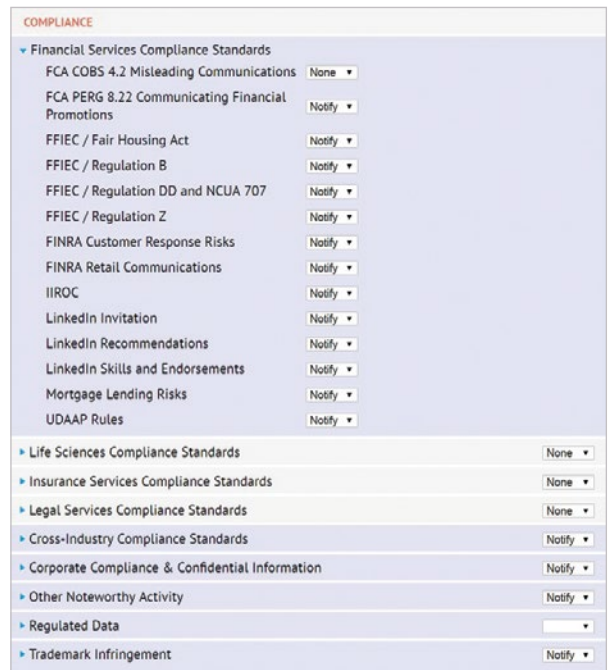 COMPLIANCE
Financial Services Compliance Standards
FCA COBS 4.2 Misleading Communications None
FCA PERG 8.22 Communicating Financial
Promotions Notify
FFIEC / Fair Housing Act Notify
FFIEC / Regulation B Notify
FFIEC / Regulation DD and NCUA 707 Notify
FFIEC / Regulation Z Notify
FINRA Customer Response Risks Notify
FINRA Retail Communications Notify
IIROC Notify
LinkedIn Invitation Notify
LinkedIn Recommendations Notify
LinkedIn Skills and Endorsements Notify
Mortgage Lending Risks Notify
UDAAP Rules Notify
Life Sciences Compliance Standards None
Insurance Services Compliance Standards None
Legal Services Compliance Standards None
Cross-Industry Compliance Standards Notify
Corporate Compliance & Confidential Information Notify
Other Noteworthy Activity Notify
Regulated Data
Trademark Infringement Notify